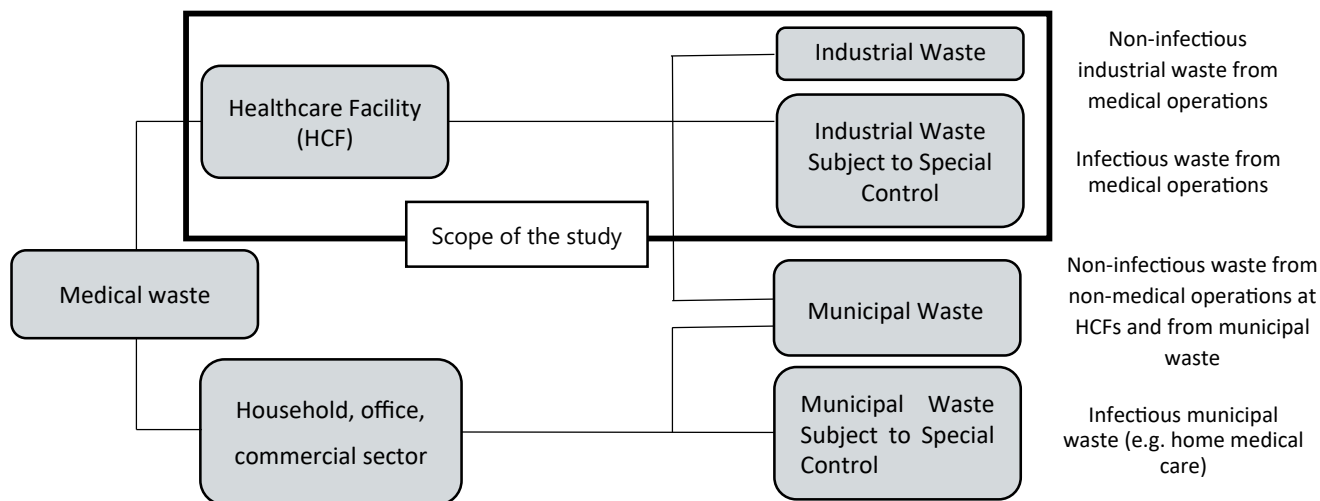 Healthcare Facility
(HCF)
Industrial Waste
Non-infectious
industrial waste from
medical operations
Industrial Waste
Subject to Special
Control
Infectious waste from
medical operations
Scope of the study
Medical waste
Municipal Waste
Non-infectious waste from
non-medical operations at
HCFs and from municipal
waste
Household, office,
commercial sector
Municipal Waste
Subject to Special
Control
Infectious municipal
waste (e.g. home medical
care)